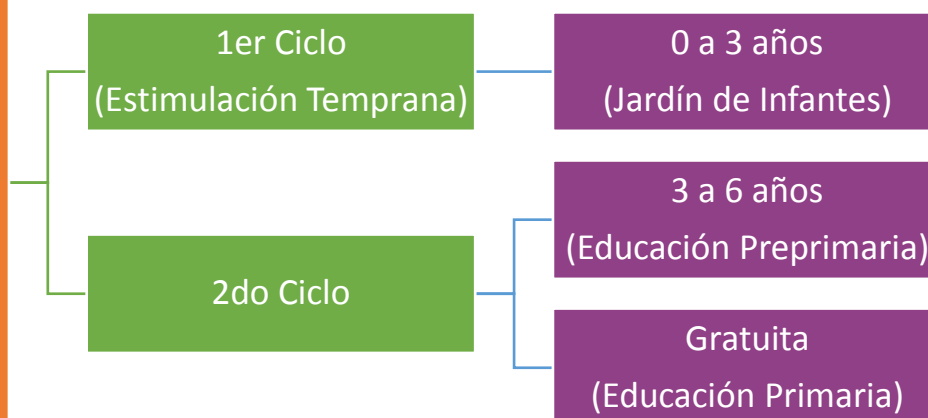 1er Ciclo
(Estimulación Temprana)
0 a 3 años
(Jardín de Infantes)
2do Ciclo
3 a 6 años
(Educación Preprimaria)
Gratuita
(Educación Primaria)